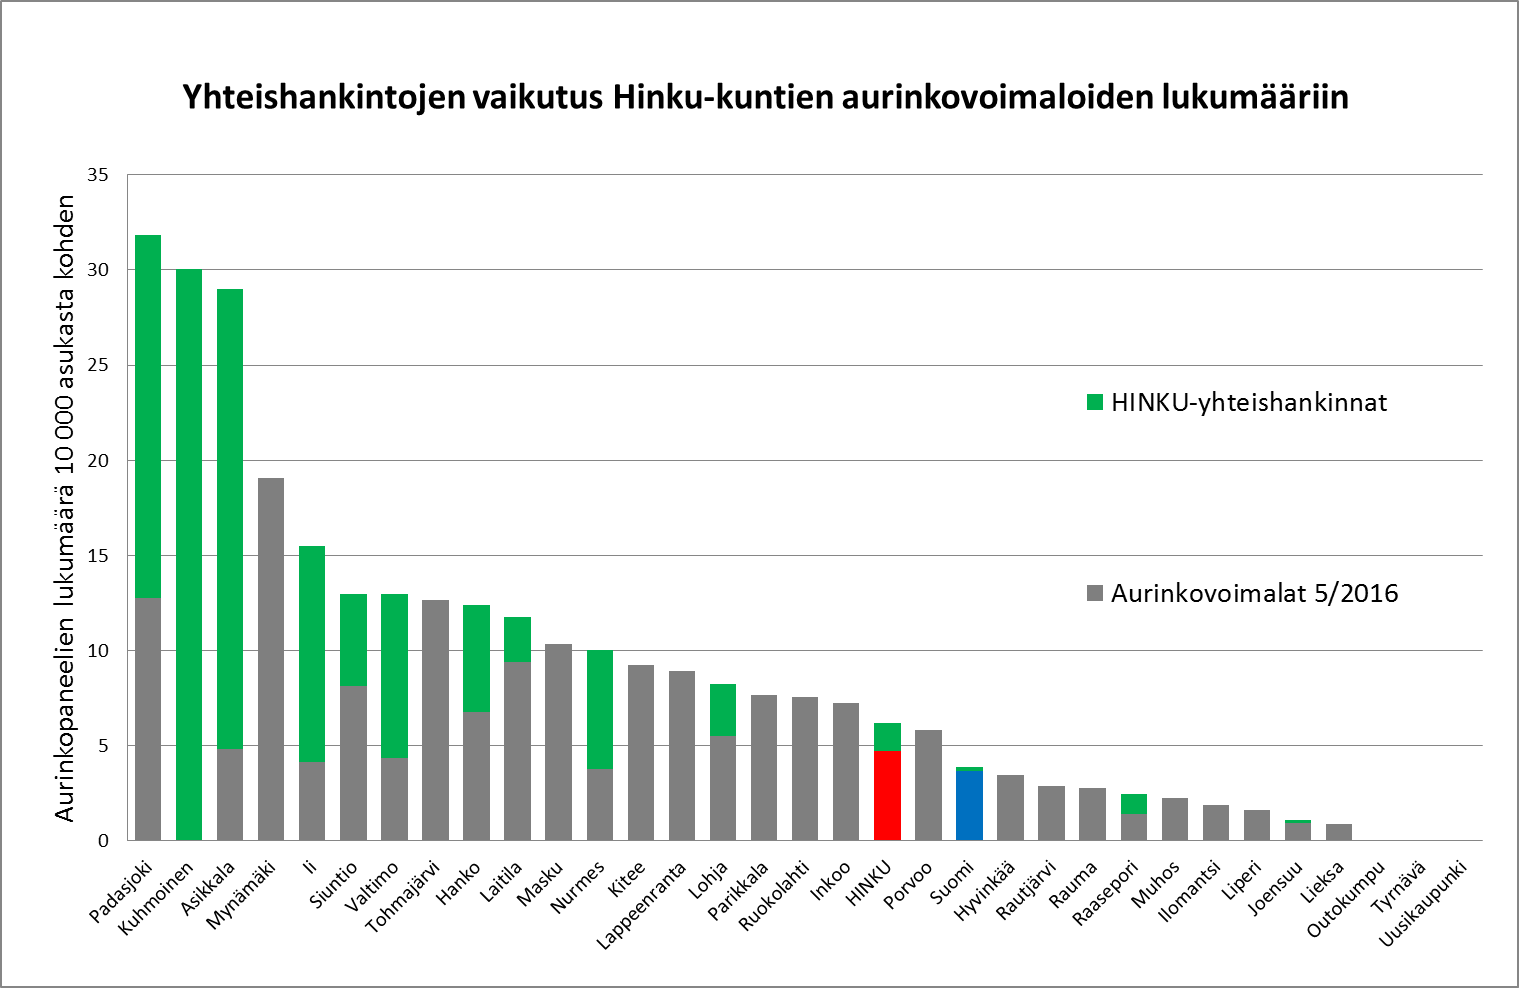 Yhteishankintojen vaikutus Hinku-kuntien aurinkovoimaloiden lukumääriin
Aurinkopaneelien lukumäärä 10 000 asukasta kohden
35
30
25
20
15
10
5
0
HINKU-yhteishankinnat
Aurinkovoimalat 5/2016
Padasjoki
Kuhmoinen
Asikkala
Mynämäki
Ii
Siuntio
Valtimo
Tohmajärvi
Hanko
Laitila
Masku
Nurmes
Kitee
Lappeenranta
Lohja
Parikkala
Ruokolahti
Inkoo
HINKU
Porvoo
Suomi
Hyvinkää
Rautjärvi
Rauma
Raasepori
Muhos
Ilomantsi
Liperi
Joensuu
Lieksa
Outokumpu
Tyrnävä
Uusikaupunki